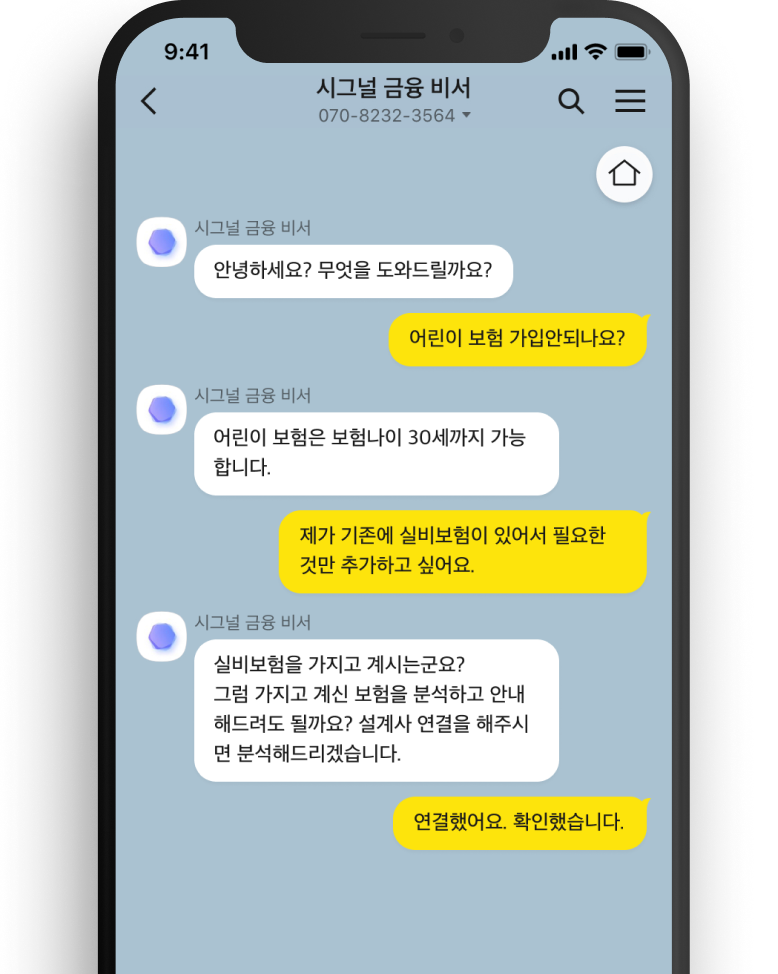 9:41
시그널 금융 비서
070-8232-3564
시그널 금융 비서
안녕하세요? 무엇을 도와드릴까요?
어린이 보험 가입안되나요?
시그널 금융 비서
어린이 보험은 보험나이 30세까지 가능
합니다.
제가 기존에 실비보험이 있어서 필요한
것만 추가하고 싶어요.
시그널 금융 비서
실비보험을 가지고 계시는군요?
그럼 가지고 계신 보험을 분석하고 안내
해드려도 될까요? 설계사 연결을 해주시
면 분석해드리겠습니다.
연결했어요. 확인했습니다.